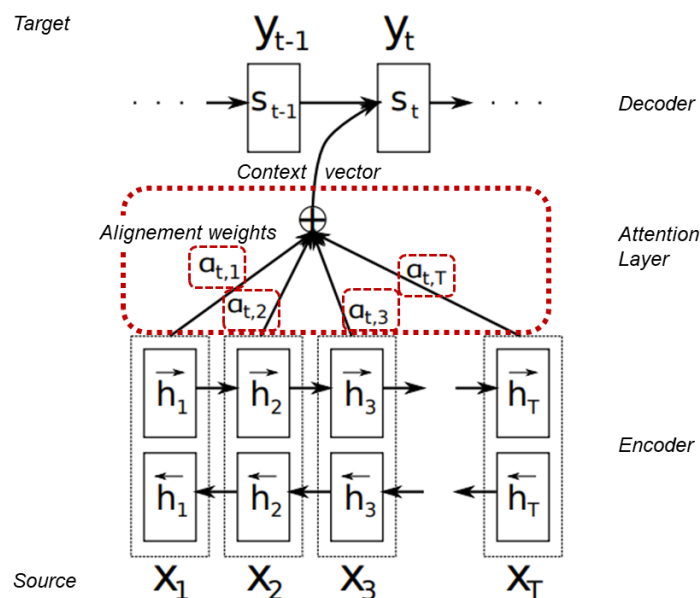 Target
y t-1 y t
. . . s t-1 s t . . .
Decoder
Context vector
Alignement weights
Attention
Layer
a t,1
a t,2
a t,3
a t,T
h 1 h 2 h 3 h T
Encoder
h 1 h 2 h 3 h T
Source
x 1 x 2 x 3 x T